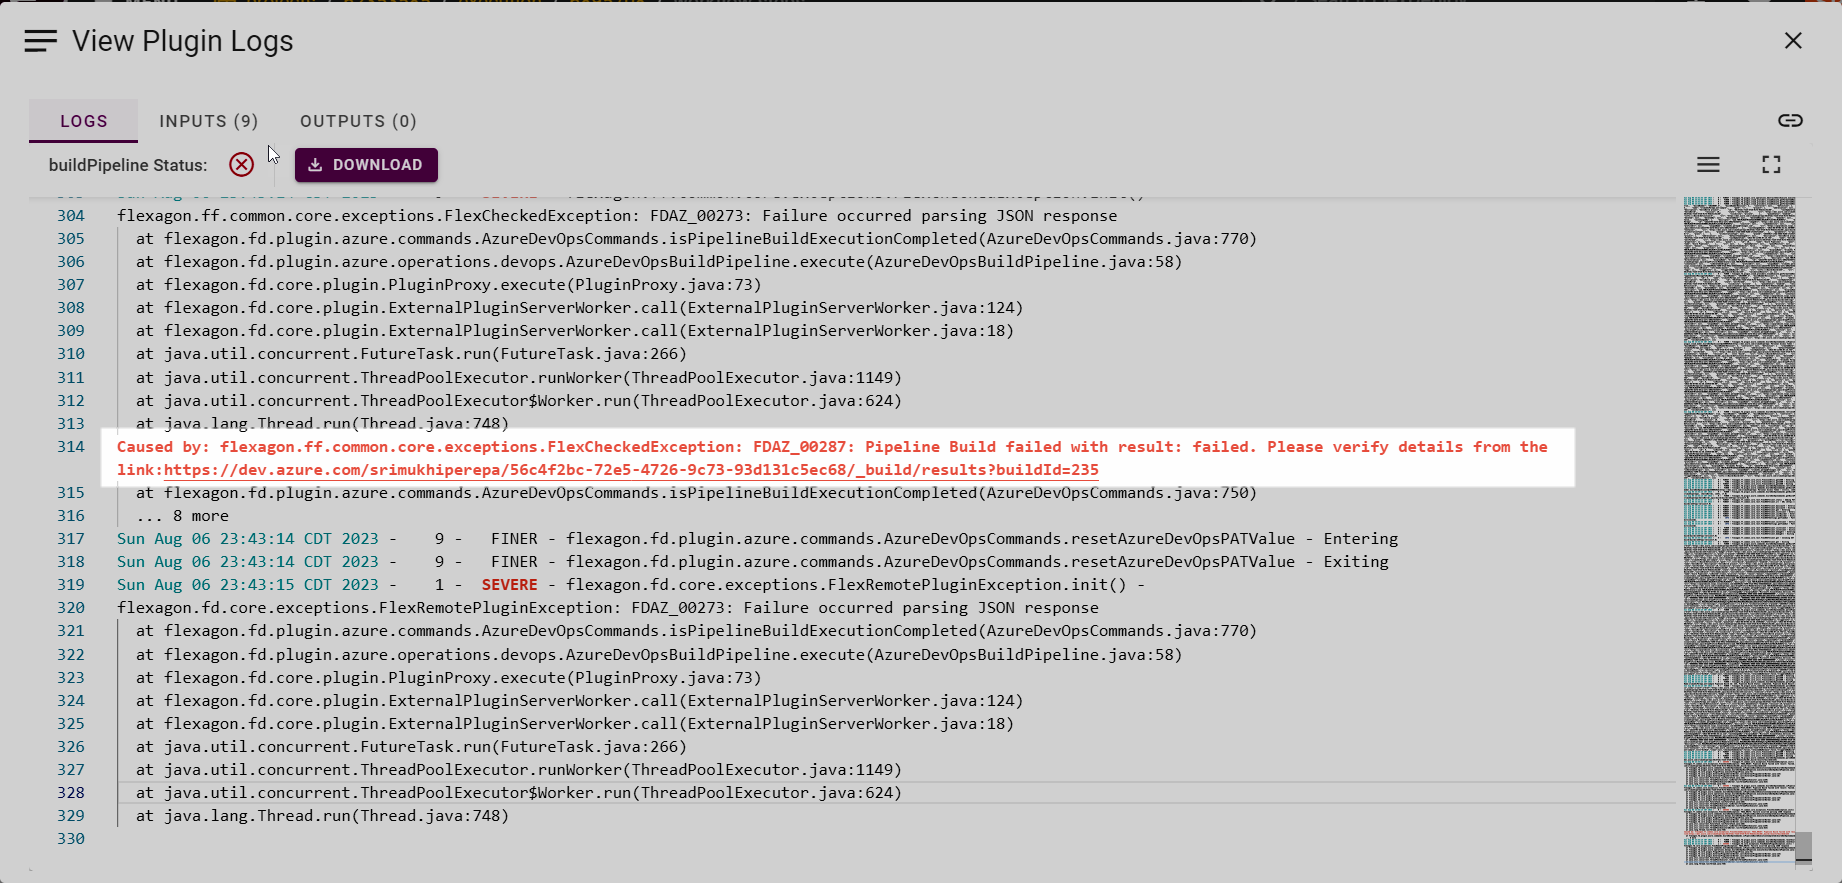 View Plugin Logs
LOGS INPUTS (9) OUTPUTS (0)
buildPipeline Status: DOWNLOAD
304 flexagon.ff.common.core.exceptions.FlexCheckedException: FDAZ_00273: Failure occurred parsing JSON response
305 at flexagon.fd.plugin.azure.commands.AzureDevOpsCommands.isPipelineBuildExecutionCompleted(AzureDevOpsCommands.java:770)
306 at flexagon.fd.plugin.azure.operations.devops.AzureDevOpsBuildPipeline.execute(AzureDevOpsBuildPipeline.java:58)
307 at flexagon.fd.core.plugin.PluginProxy.execute(PluginProxy.java:73)
308 at flexagon.fd.core.plugin.ExternalPluginServerWorker.call(ExternalPluginServerWorker.java:124)
309 at flexagon.fd.core.plugin.ExternalPluginServerWorker.call(ExternalPluginServerWorker.java:18)
310 at java.util.concurrent.FutureTask.run(FutureTask.java:266)
311 at java.util.concurrent.ThreadPoolExecutor.runWorker(ThreadPoolExecutor.java:1149)
312 at java.util.concurrent.ThreadPoolExecutor$Worker.run(ThreadPoolExecutor.java:624)
313 at java.lang.Thread.run(Thread.java:748)
314 Caused by: flexagon.ff.common.core.exceptions.FlexCheckedException: FDAZ_00287: Pipeline Build failed with result: failed. Please verify details from the
link:https://dev.azure.com/srimukhiperepa/56c4f2bc-72e5-4726-9c73-93d131c5ec68/_build/results?buildId=235
315 at flexagon.fd.plugin.azure.commands.AzureDevOpsCommands.isPipelineBuildExecutionCompleted(AzureDevOpsCommands.java:750)
316 ... 8 more
317 Sun Aug 06 23:43:14 CDT 2023 - 9 - FINER - flexagon.fd.plugin.azure.commands.AzureDevOpsCommands.resetAzureDevOpsPATValue - Entering
318 Sun Aug 06 23:43:14 CDT 2023 - 9 - FINER - flexagon.fd.plugin.azure.commands.AzureDevOpsCommands.resetAzureDevOpsPATValue - Exiting
319 Sun Aug 06 23:43:15 CDT 2023 - 1 - SEVERE - flexagon.fd.core.exceptions.FlexRemotePluginException.init() -
320 flexagon.fd.core.exceptions.FlexRemotePluginException: FDAZ_00273: Failure occurred parsing JSON response
321 at flexagon.fd.plugin.azure.commands.AzureDevOpsCommands.isPipelineBuildExecutionCompleted(AzureDevOpsCommands.java:770)
322 at flexagon.fd.plugin.azure.operations.devops.AzureDevOpsBuildPipeline.execute(AzureDevOpsBuildPipeline.java:58)
323 at flexagon.fd.core.plugin.PluginProxy.execute(PluginProxy.java:73)
324 at flexagon.fd.core.plugin.ExternalPluginServerWorker.call(ExternalPluginServerWorker.java:124)
325 at flexagon.fd.core.plugin.ExternalPluginServerWorker.call(ExternalPluginServerWorker.java:18)
326 at java.util.concurrent.FutureTask.run(FutureTask.java:266)
327 at java.util.concurrent.ThreadPoolExecutor.runWorker(ThreadPoolExecutor.java:1149)
328 at java.util.concurrent.ThreadPoolExecutor$Worker.run(ThreadPoolExecutor.java:624)
329 at java.lang.Thread.run(Thread.java:748)
330